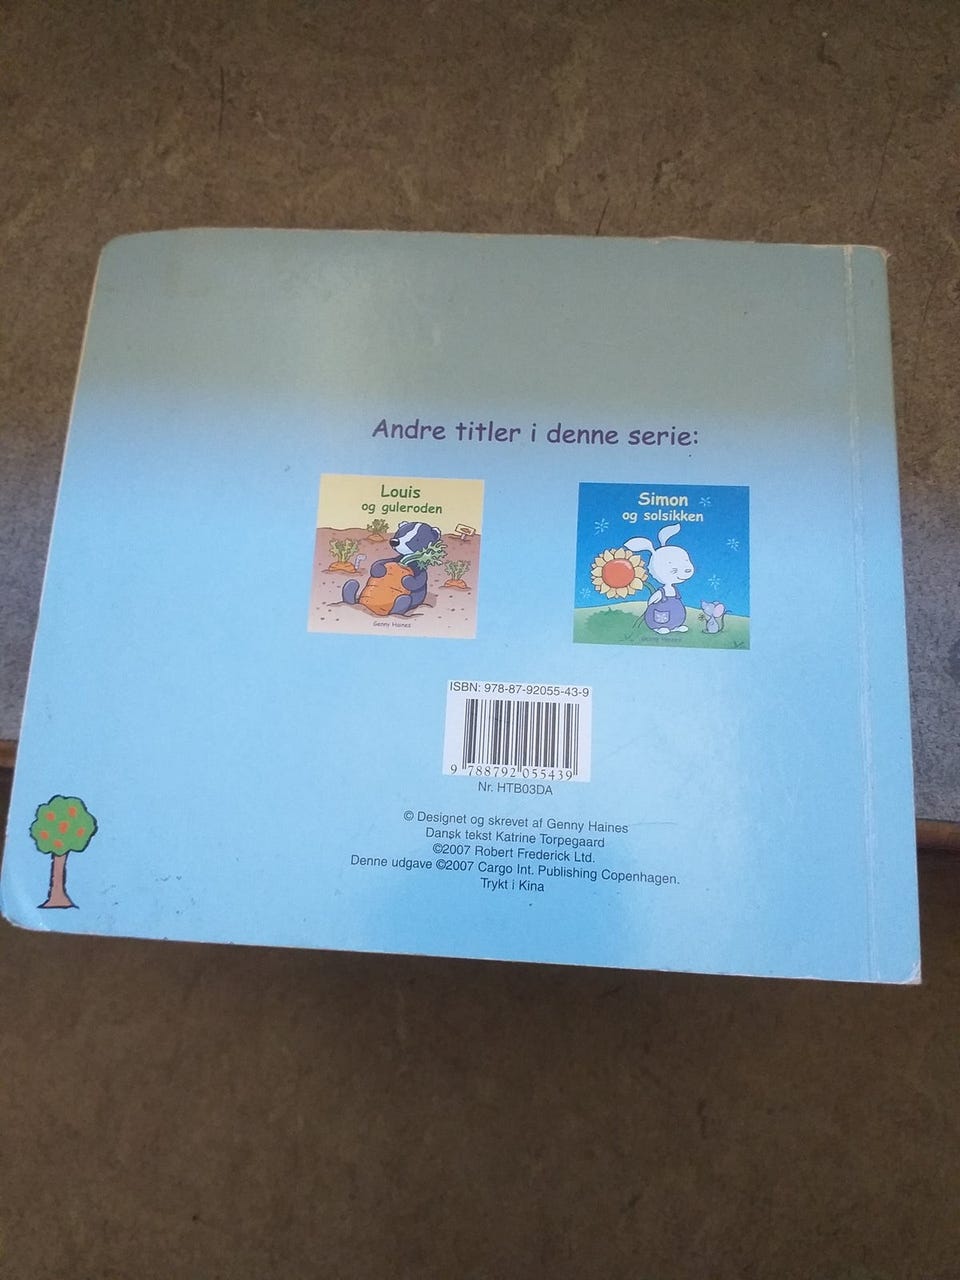 Andre titler i denne serie:
Louis
og guleroden
Genny Haines
Simon
og solsikken
Genny Haines
ISBN: 978-87-92055-43-9
9 788792 055439
Nr. HTB03DA
© Designet og skrevet af Genny Haines
Dansk tekst Katrine Torpegaard
©2007 Robert Frederick Ltd.
Denne udgave ©2007 Cargo Int. Publishing Copenhagen.
Trykt i Kina